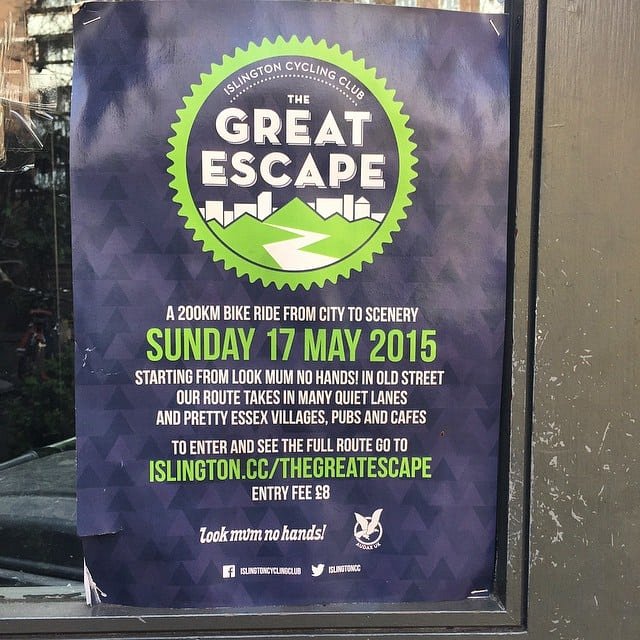 ISLINGTON CYCLING CLUB
THE
GREAT
ESCAPE
A 200KM BIKE RIDE FROM CITY TO SCENERY
SUNDAY 17 MAY 2015
STARTING FROM LOOK MUM NO HANDS! IN OLD STREET
OUR ROUTE TAKES IN MANY QUIET LANES
AND PRETTY ESSEX VILLAGES, PUBS AND CAFES
TO ENTER AND SEE THE FULL ROUTE GO TO
ISLINGTON.CC/THEGREATESCAPE
ENTRY FEE £8
look mum no hands!
AUDAX UK
ISLINGTONCYCLINGCLUB
ISLINGTONCC